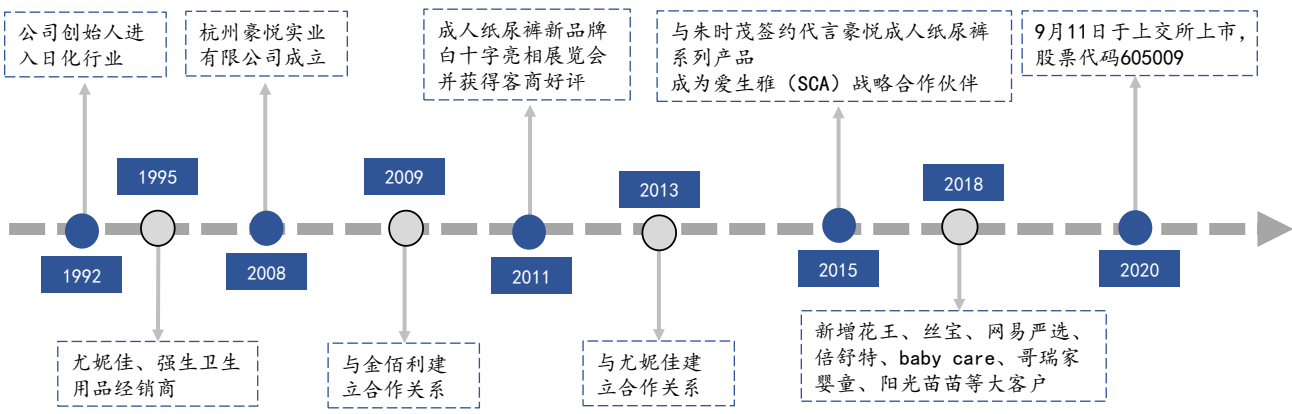 公司创始人进
入日化行业
杭州豪悦实业
有限公司成立
成人纸尿裤新品牌
白十字亮相展览会
并获得客商好评
与朱时茂签约代言豪悦成人纸尿裤
系列产品
成为爱生雅（SCA）战略合作伙伴
9月11日于上交所上市，
股票代码605009
1995
2009
2013
2018
1992
2008
2011
2015
2020
尤妮佳、强生卫生
用品经销商
与金佰利建
立合作关系
与尤妮佳建
立合作关系
新增花王、丝宝、网易严选、
倍舒特、baby care、哥瑞家
婴童、阳光苗苗等大客户